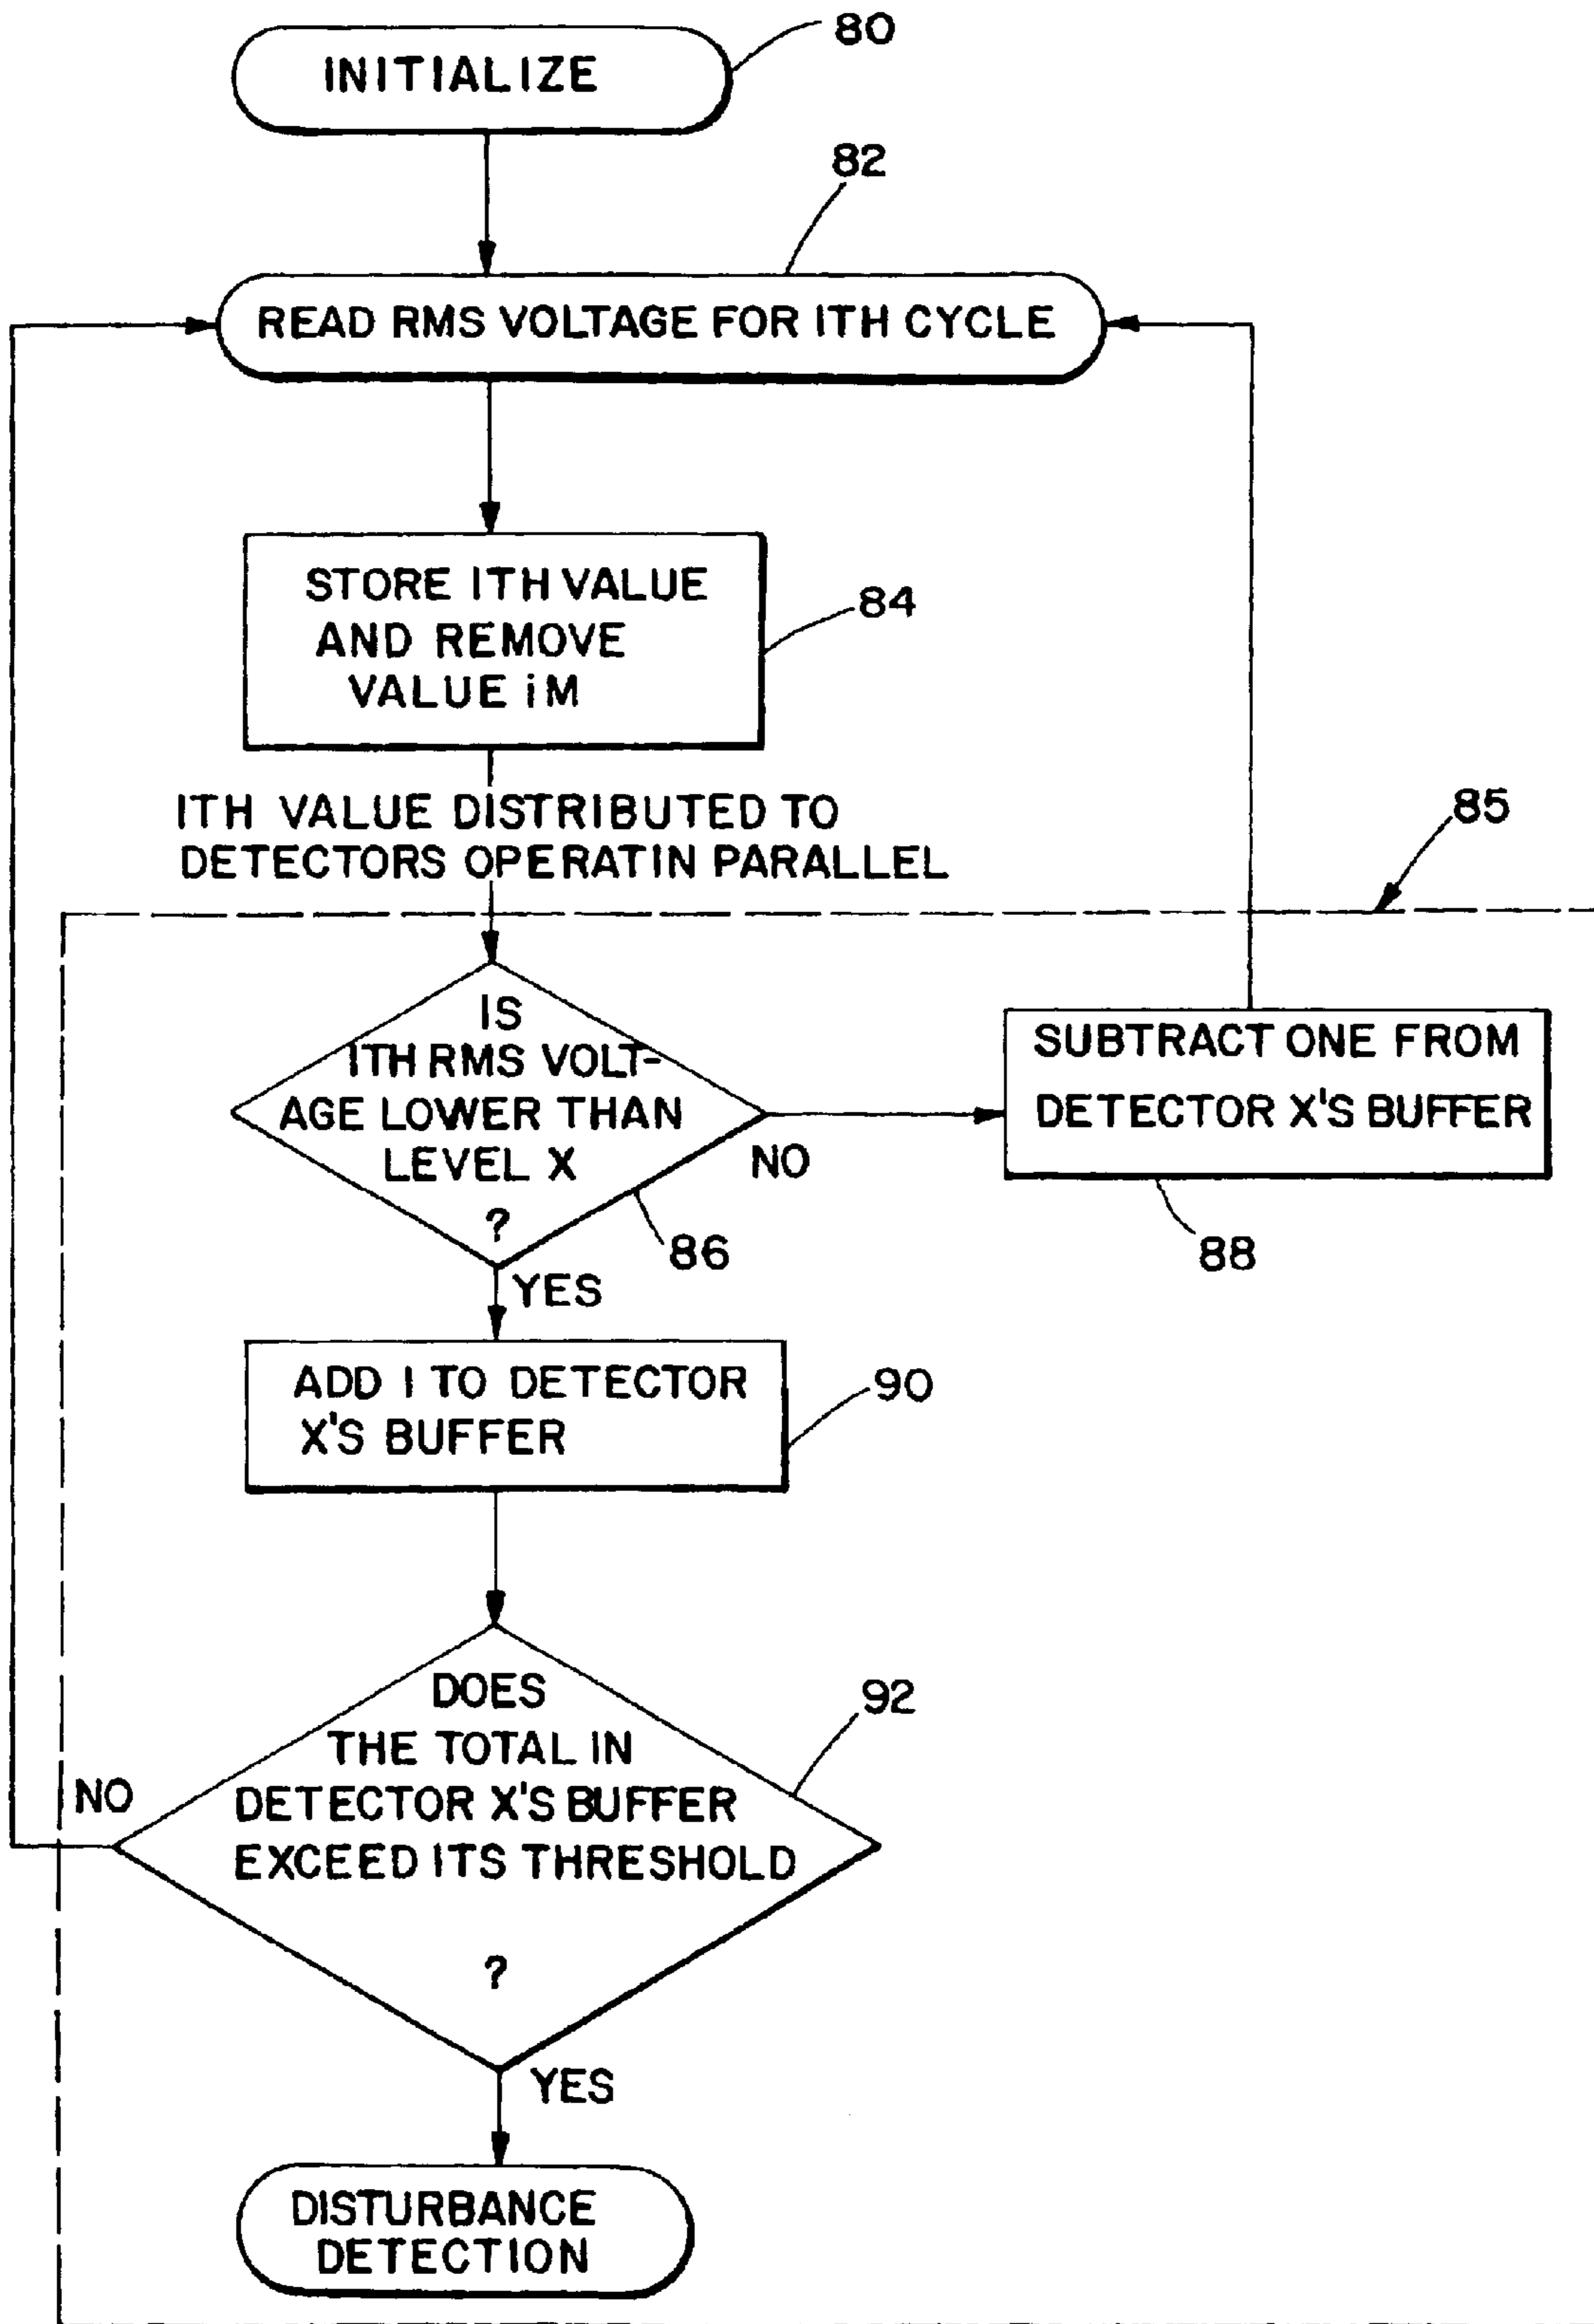 INITIALIZE
80
82
READ RMS VOLTAGE FOR ITH CYCLE
STORE ITH VALUE
AND REMOVE
VALUE iM
84
ITH VALUE DISTRIBUTED TO
DETECTORS OPERATIN PARALLEL
85
IS
ITH RMS VOLT-
AGE LOWER THAN
LEVEL X
?
NO
86
YES
SUBTRACT ONE FROM
DETECTOR X'S BUFFER
88
ADD 1 TO DETECTOR
X'S BUFFER
90
DOES
THE TOTAL IN
DETECTOR X'S BUFFER
EXCEED ITS THRESHOLD
?
92
NO
YES
DISTURBANCE
DETECTION